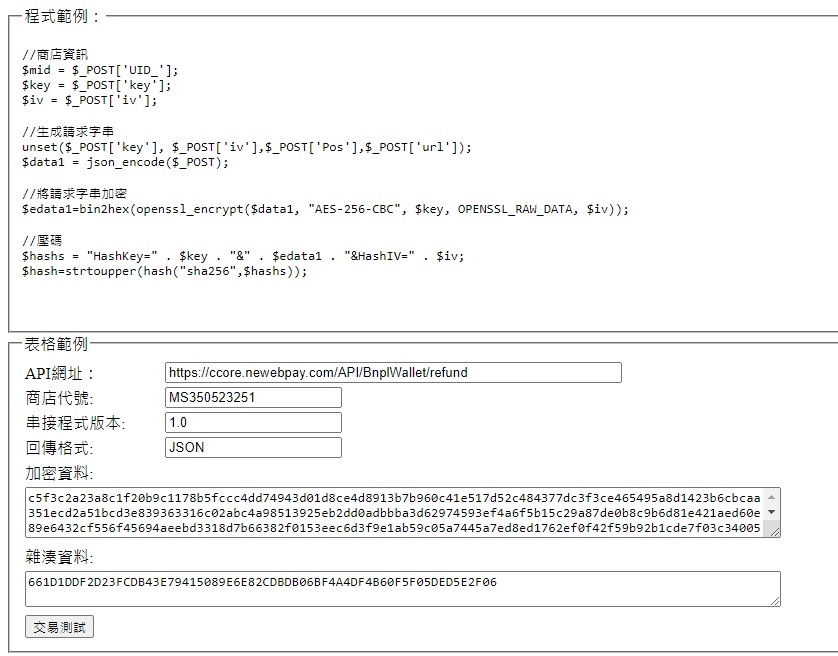 程式範例：
//商店資訊
$mid = $_POST['UID_'];
$key = $_POST['key'];
$iv = $_POST['iv'];
//生成請求字串
unset($_POST['key'], $_POST['iv'],$_POST['Pos'],$_POST['url']);
$data1 = json_encode($_POST);
//將請求字串加密
$edata1=bin2hex(openssl_encrypt($data1, "AES-256-CBC", $key, OPENSSL_RAW_DATA, $iv));
//壓碼
$hashs = "HashKey=" . $key . "&" . $edata1 . "&HashIV=" . $iv;
$hash=strtoupper(hash("sha256",$hashs));
表格範例
API網址： https://ccore.newebpay.com/API/BnplWallet/refund
商店代號: MS350523251
串接程式版本: 1.0
回傳格式: JSON
加密資料:
c5f3c2a23a8c1f20b9c1178b5fccc4dd74943d01d8ce4d8913b7b960c41e517d52c484377dc3f3ce465495a8d1423b6cbcaa
351ecd2a51bcd3e839363316c02abc4a98513925eb2dd0adbbba3d62974593ef4a6f5b15c29a87de0b8c9b6d81e421aed60e
89e6432cf556f45694aeebd3318d7b66382f0153eec6d3f9e1ab59c05a7445a7ed8ed1762ef0f42f59b92b1cde7f03c34005
雜湊資料:
661D1DDF2D23FCDB43E79415089E6E82CDBDB06BF4A4DF4B60F5F05DED5E2F06
交易測試